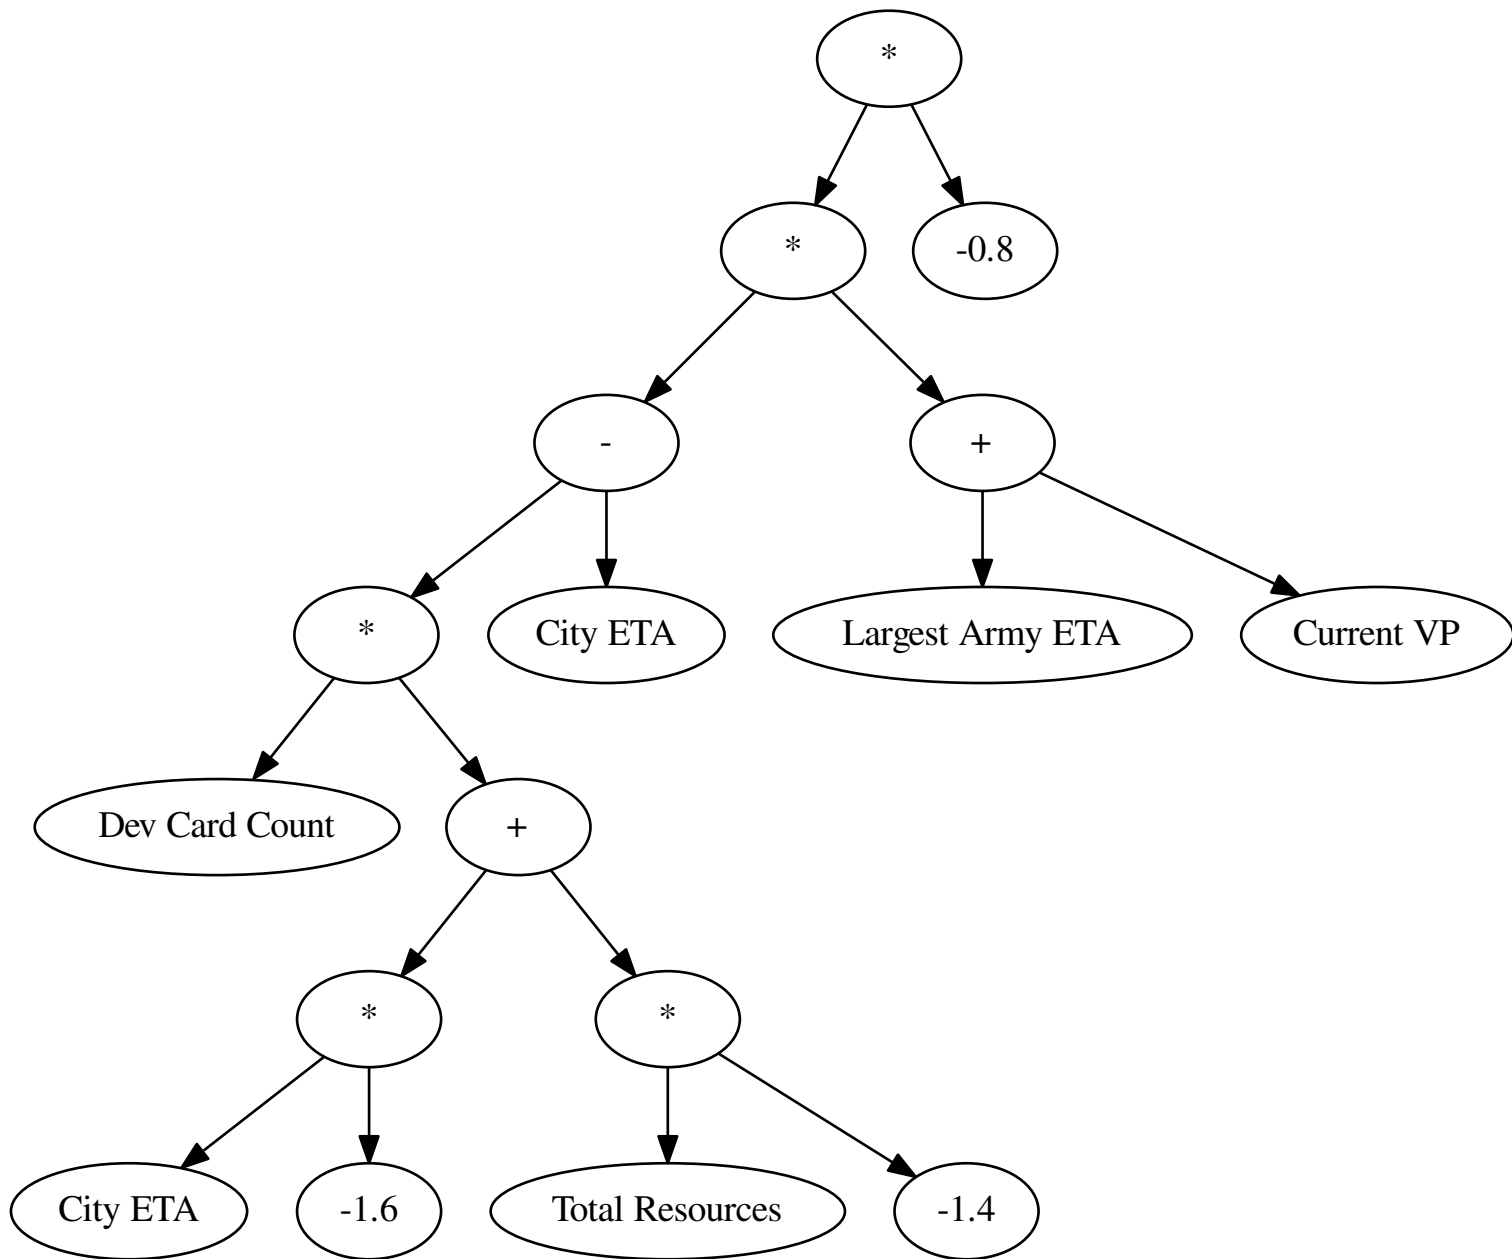 *
*
-0.8
-
+
*
City ETA
Largest Army ETA
Current VP
Dev Card Count
+
*
*
City ETA
-1.6
Total Resources
-1.4